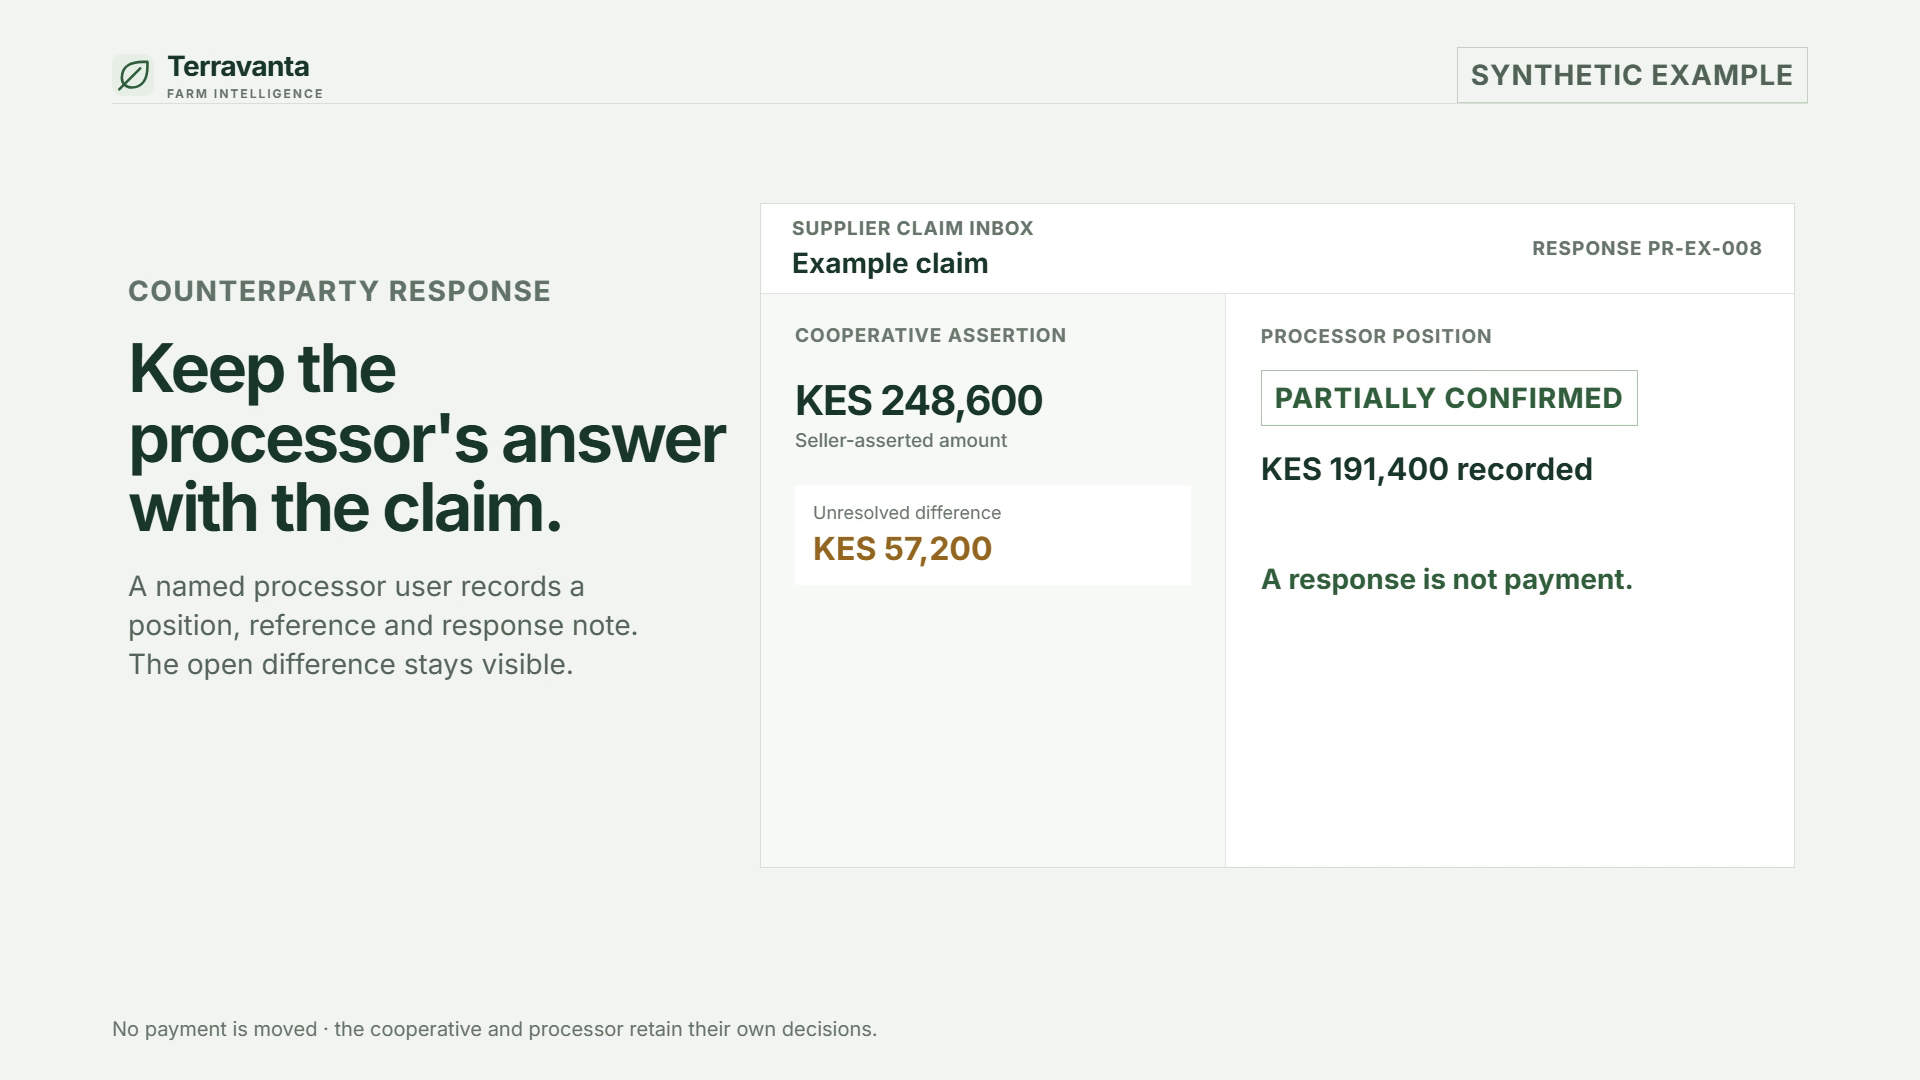 Terravanta
FARM INTELLIGENCE
SYNTHETIC EXAMPLE
COUNTERPARTY RESPONSE
Keep the
processor's answer
with the claim.
A named processor user records a
position, reference and response note.
The open difference stays visible.
SUPPLIER CLAIM INBOX
Example claim
RESPONSE PR-EX-008
COOPERATIVE ASSERTION
KES 248,600
Seller-asserted amount
Unresolved difference
KES 57,200
PROCESSOR POSITION
PARTIALLY CONFIRMED
KES 191,400 recorded
A response is not payment.
No payment is moved · the cooperative and processor retain their own decisions.